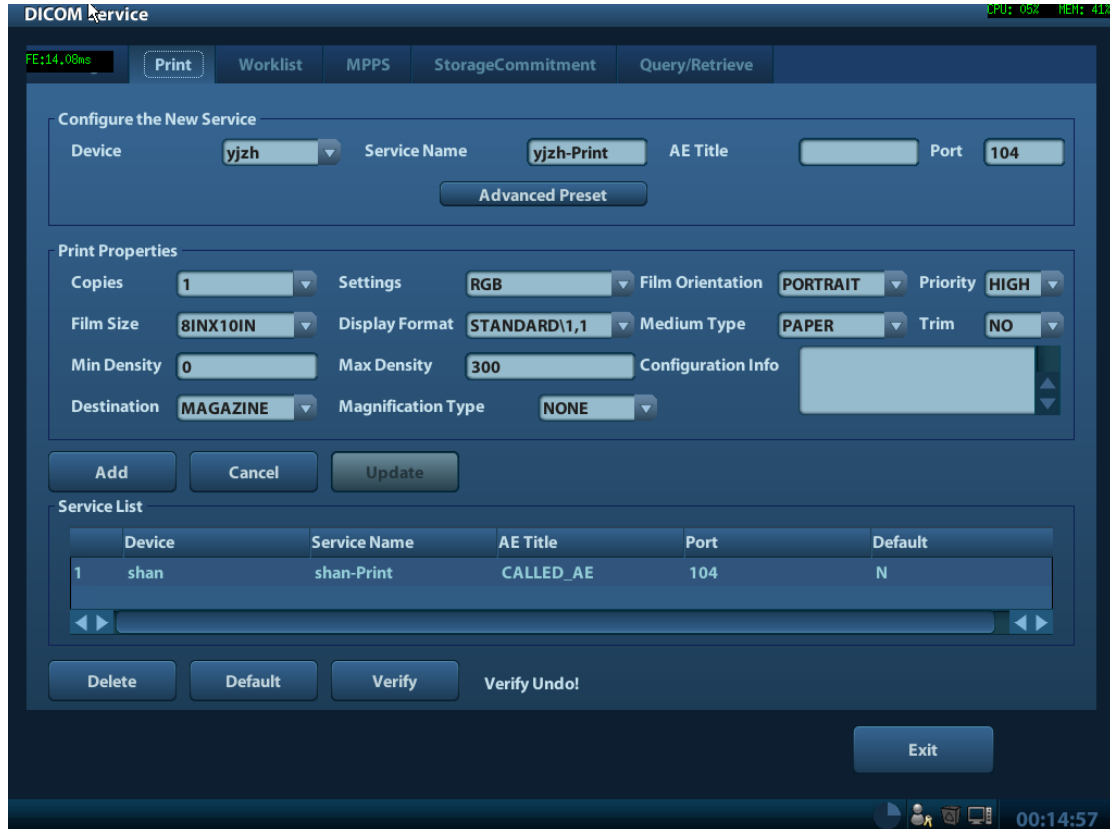 DICOM Service
CPU: 05% MEM: 41%
FE:14.08ms
Print Worklist MPPS StorageCommitment Query/Retrieve
Configure the New Service
Device yjzh Service Name yjzh-Print AE Title Port 104
Advanced Preset
Print Properties
Copies 1 Settings RGB Film Orientation PORTRAIT Priority HIGH
Film Size 8INX10IN Display Format STANDARD\1,1 Medium Type PAPER Trim NO
Min Density 0 Max Density 300 Configuration Info
Destination MAGAZINE Magnification Type NONE
Add Cancel Update
Service List
Device Service Name AE Title Port Default
1 shan shan-Print CALLED_AE 104 N
Delete Default Verify Verify Undo!
Exit
00:14:57